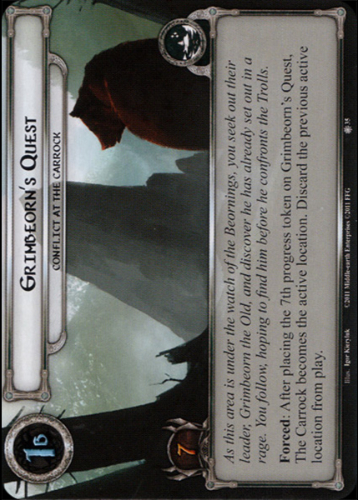 1B
GRIMBEORN'S QUEST
CONFLICT AT THE CARROCK
7
As this area is under the watch of the Beornings, you seek out their
leader, Grimbeorn the Old, and discover he has already set out in a
rage. You follow, hoping to find him before he confronts the Trolls.
Forced: After placing the 7th progress token on Grimbeorn's Quest,
The Carrock becomes the active location. Discard the previous active
location from play.
Illus. Igor Kieryluk ©2011 Middle-earth Enterprises ©2011 FFG 35